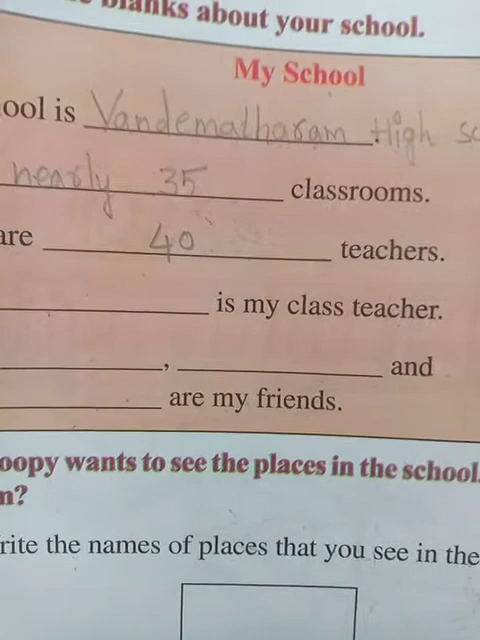 blanks about your school.
My School
ool is Vandematharam High sc
nearly 35 classrooms.
are 40 teachers.
is my class teacher.
, and
are my friends.
oopy wants to see the places in the school.
n?
rite the names of places that you see in the